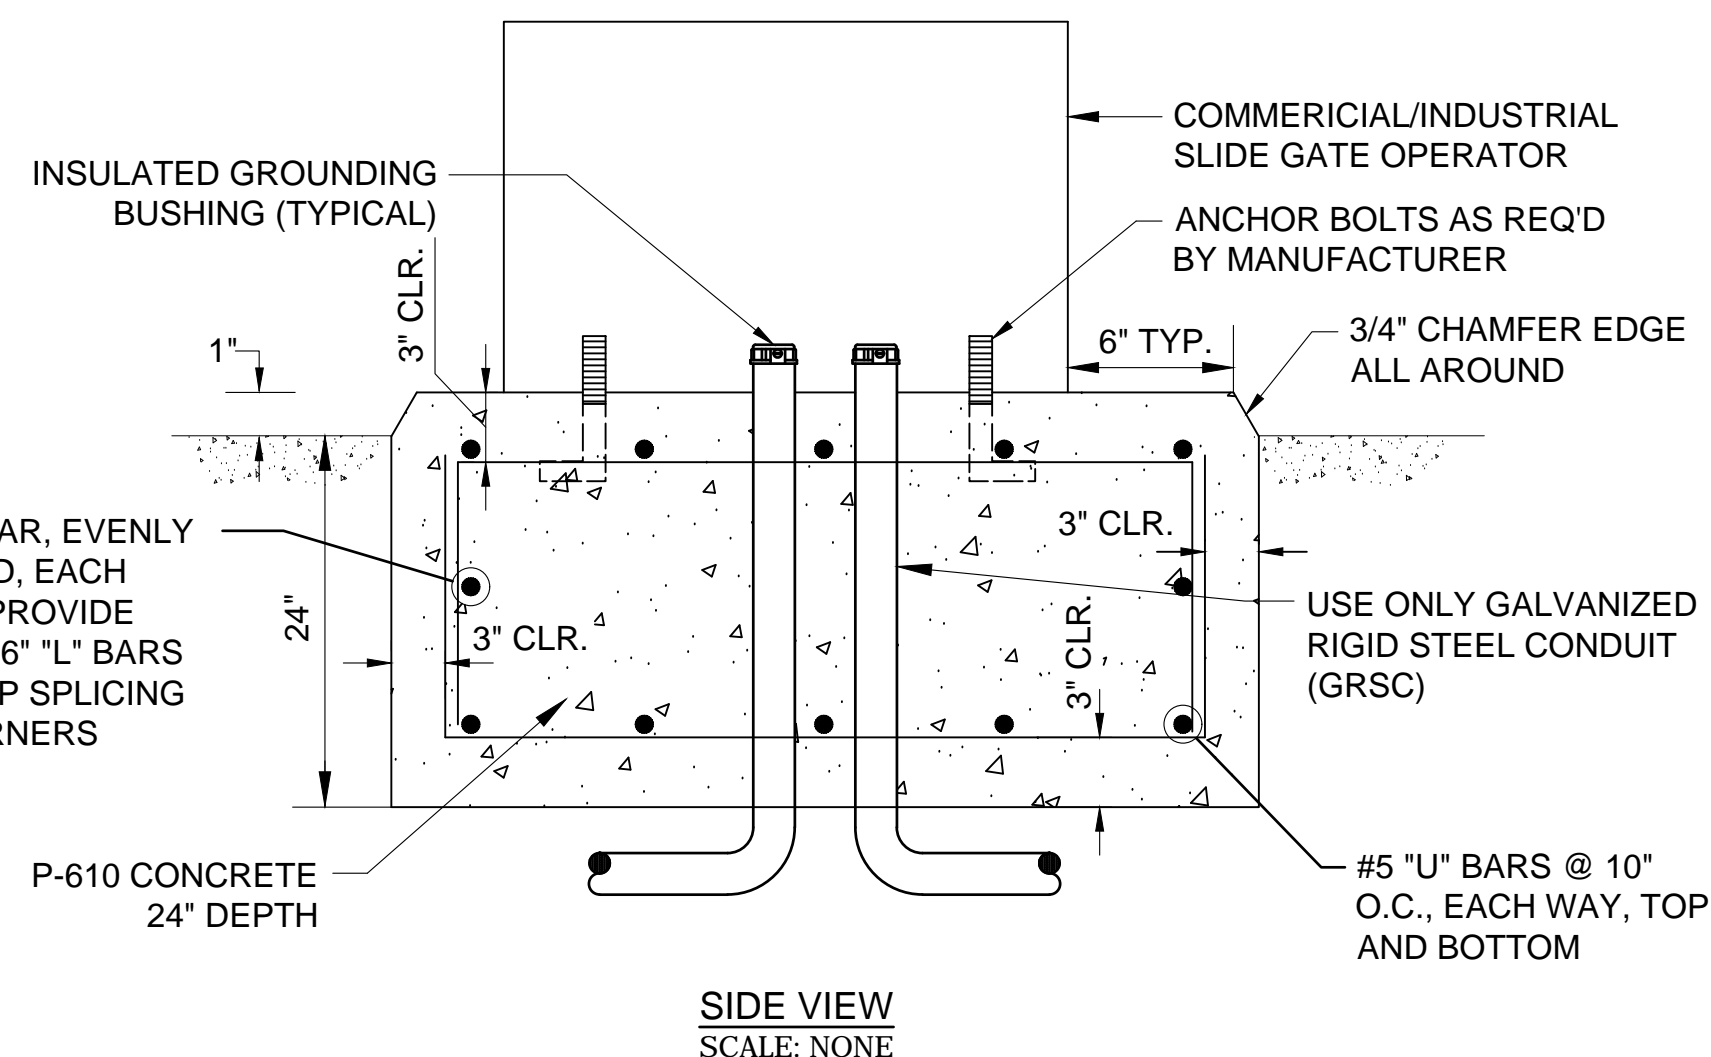 COMMERICIAL/INDUSTRIAL
SLIDE GATE OPERATOR
INSULATED GROUNDING
BUSHING (TYPICAL)
ANCHOR BOLTS AS REQ'D
BY MANUFACTURER
3" CLR.
1"
6" TYP.
3/4" CHAMFER EDGE
ALL AROUND
AR, EVENLY
D, EACH
PROVIDE
6" "L" BARS
P SPLICING
RNERS
24"
3" CLR.
3" CLR.
3" CLR.
USE ONLY GALVANIZED
RIGID STEEL CONDUIT
(GRSC)
P-610 CONCRETE
24" DEPTH
#5 "U" BARS @ 10"
O.C., EACH WAY, TOP
AND BOTTOM
SIDE VIEW
SCALE: NONE